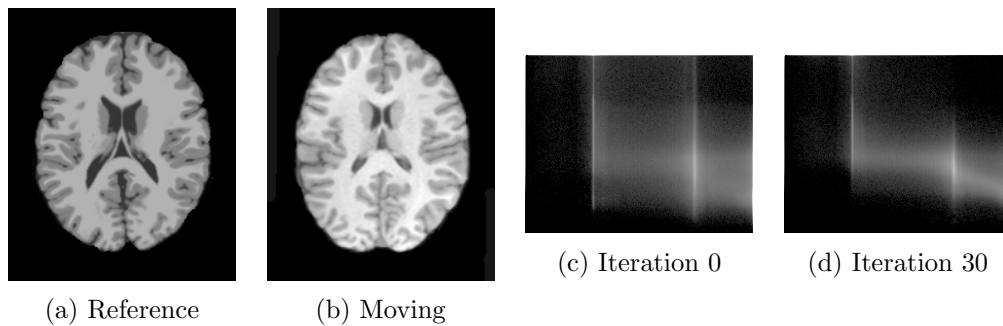 (a) Reference
(b) Moving
(c) Iteration 0
(d) Iteration 30